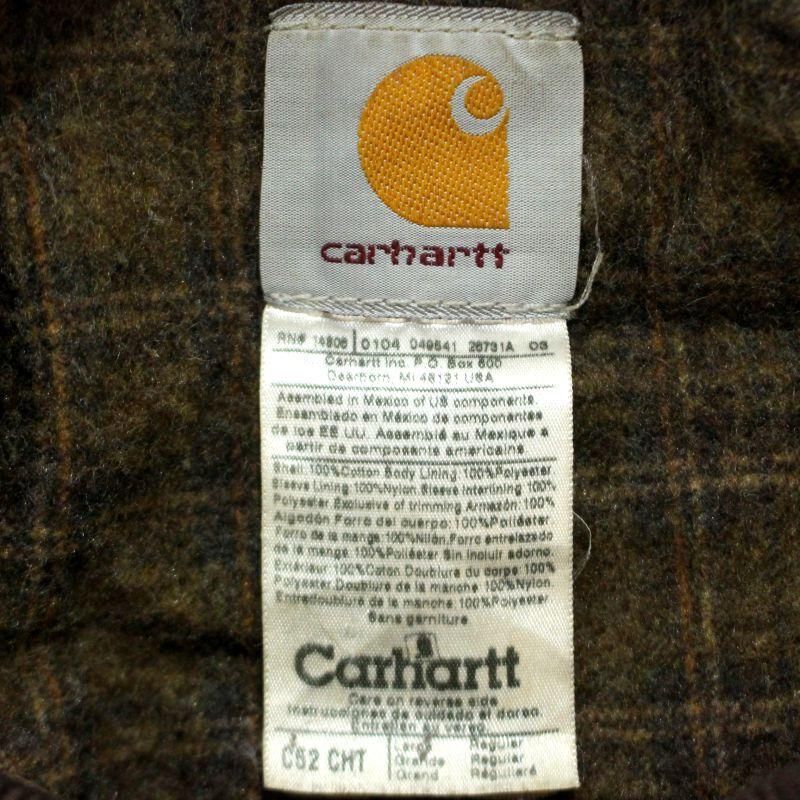 carhartt
RN# 14806 0104 049641 26731A 03
Carhartt Inc. P.O. Box 600
Dearborn, MI 48121 USA
Assembled in Mexico of US components.
Ensamblado en México de componentes
de los EE UU. Assemblé au Mexique a
partir de composants américains
Shell:100%Cotton Body Lining:100%Polyester
Sleeve Lining:100%Nylon Sleeve Interlining:100%
Polyester Exclusive of trimming Armazón:100%
Algodón Forro del cuerpo:100%Poliéster
Forro de la manga:100%Nilón.Forro entrelazado
de la manga:100%Poliéster Sin incluir adorno.
Extérieur:100%Coton.Doublure du corps:100%
Polyester.Doublure de la manche:100%Nylon.
Entredoublure de la manche:100%Polyester
Sans garniture
Carhartt
Care on reverse side
Instrucciones de cuidado al dorso
Entretien au verso
C52 CHT Large Regular
Grande Regular
Grand Régulière